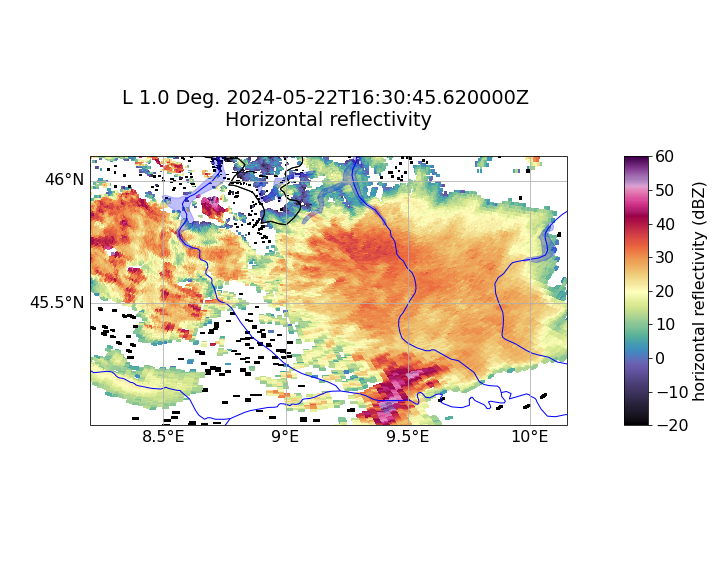 L 1.0 Deg. 2024-05-22T16:30:45.620000Z
Horizontal reflectivity
46°N
45.5°N
8.5°E
9°E
9.5°E
10°E
60
50
40
30
20
10
0
−10
−20
horizontal reflectivity (dBZ)